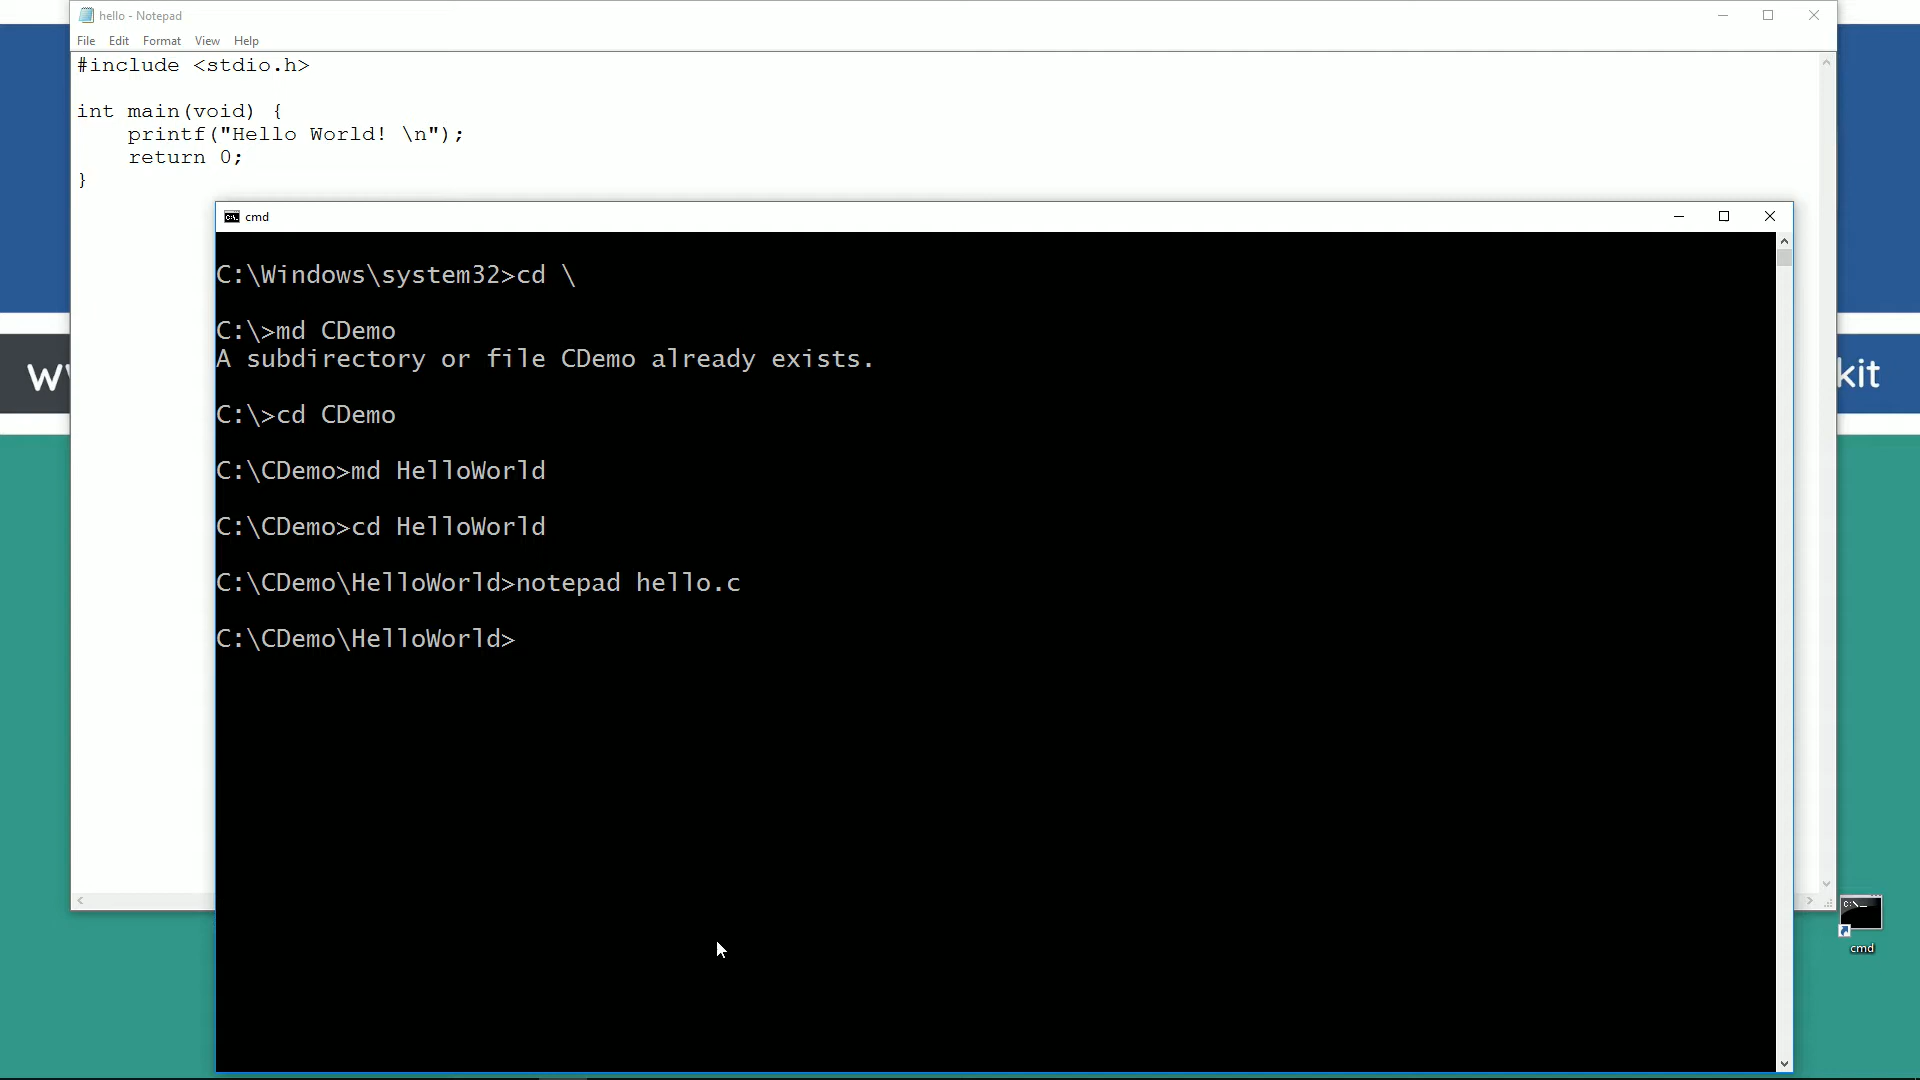 hello - Notepad
File Edit Format View Help
#include <stdio.h>
int main(void) {
printf("Hello World! \n");
return 0;
}
cmd
C:\Windows\system32>cd \
C:\>md CDemo
A subdirectory or file CDemo already exists.
C:\>cd CDemo
C:\CDemo>md HelloWorld
C:\CDemo>cd HelloWorld
C:\CDemo\HelloWorld>notepad hello.c
C:\CDemo\HelloWorld>
kit
cmd